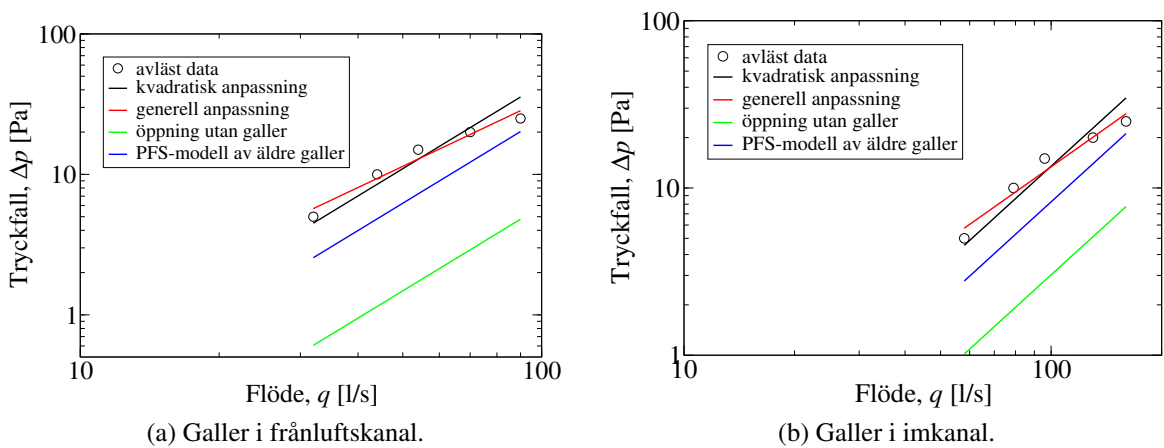 100
10
1
Tryckfall, Δp [Pa]
avläst data
kvadratisk anpassning
generell anpassning
öppning utan galler
PFS-modell av äldre galler
10
100
Flöde, q [l/s]
(a) Galler i frånluftskanal.
100
10
1
Tryckfall, Δp [Pa]
avläst data
kvadratisk anpassning
generell anpassning
öppning utan galler
PFS-modell av äldre galler
10
100
Flöde, q [l/s]
(b) Galler i imkanal.